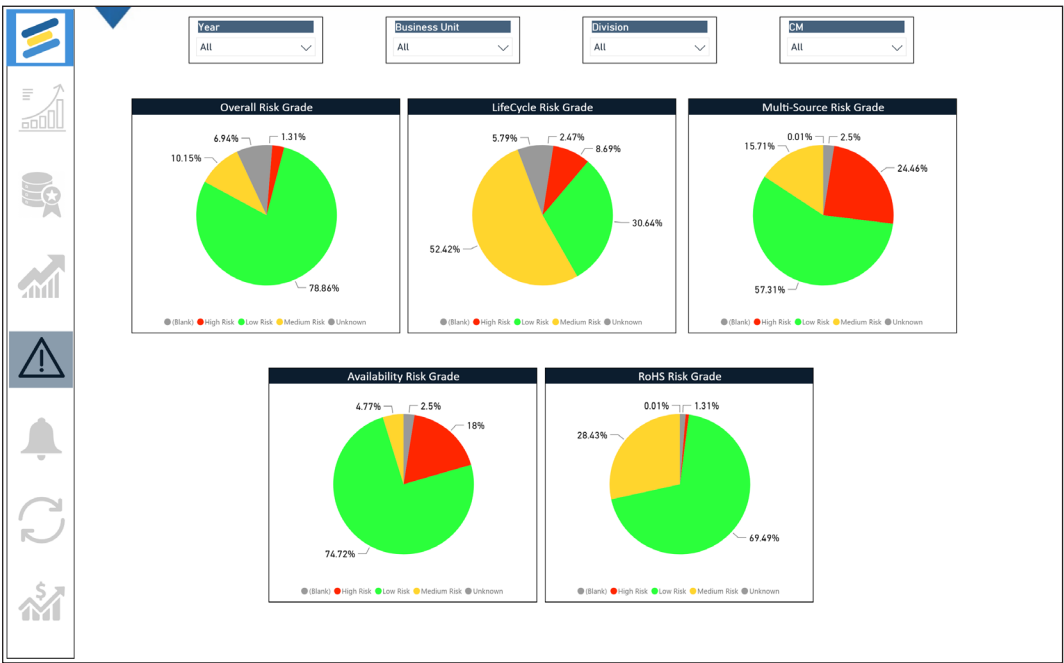 Year
All
Business Unit
All
Division
All
CM
All
Overall Risk Grade
6.94%
1.31%
10.15%
78.86%
(Blank) High Risk Low Risk Medium Risk Unknown
LifeCycle Risk Grade
5.79%
2.47%
8.69%
30.64%
52.42%
(Blank) High Risk Low Risk Medium Risk Unknown
Multi-Source Risk Grade
0.01%
2.5%
15.71%
24.46%
57.31%
(Blank) High Risk Low Risk Medium Risk Unknown
Availability Risk Grade
4.77%
2.5%
18%
74.72%
(Blank) High Risk Low Risk Medium Risk Unknown
RoHS Risk Grade
0.01%
1.31%
28.43%
69.49%
(Blank) High Risk Low Risk Medium Risk Unknown